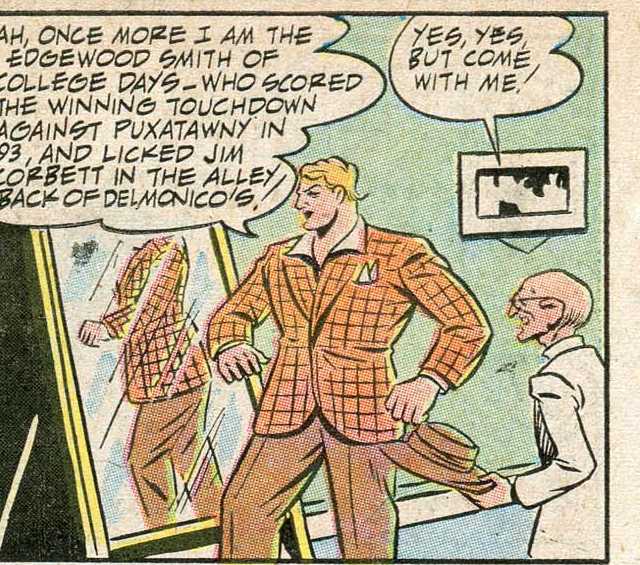 AH, ONCE MORE I AM THE
EDGEWOOD SMITH OF
COLLEGE DAYS - WHO SCORED
THE WINNING TOUCHDOWN
AGAINST PUXATAWNY IN
93, AND LICKED JIM
CORBETT IN THE ALLEY
BACK OF DELMONICO'S!
YES, YES,
BUT COME
WITH ME!